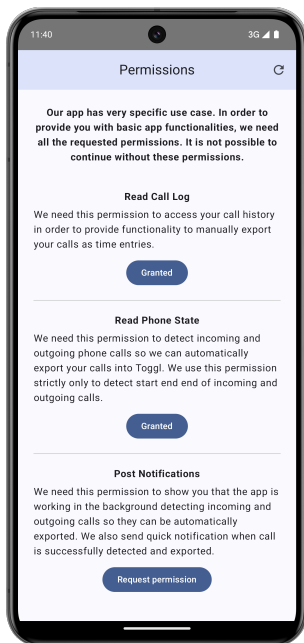 11:40 3G
Permissions
Our app has very specific use case. In order to
provide you with basic app functionalities, we need
all the requested permissions. It is not possible to
continue without these permissions.
Read Call Log
We need this permission to access your call history
in order to provide functionality to manually export
your calls as time entries.
Granted
Read Phone State
We need this permission to detect incoming and
outgoing phone calls so we can automatically
export your calls into Toggl. We use this permission
strictly only to detect start end end of incoming and
outgoing calls.
Granted
Post Notifications
We need this permission to show you that the app is
working in the background detecting incoming and
outgoing calls so they can be automatically
exported. We also send quick notification when call
is successfully detected and exported.
Request permission